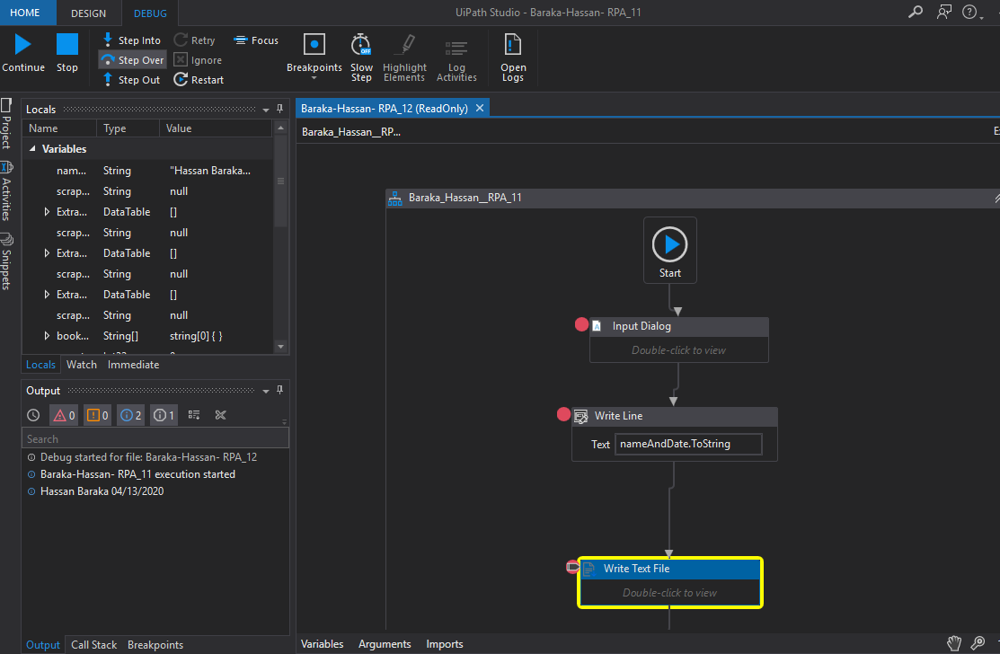 HOME DESIGN DEBUG UiPath Studio - Baraka-Hassan- RPA_11
Continue
Stop
Step Into
Step Over
Step Out
Retry
Ignore
Restart
Focus
Breakpoints
Slow
Step
OFF
Highlight
Elements
Log
Activities
Open
Logs
Project
Activities
Snippets
Locals
Name Type Value
Variables
nam... String "Hassan Baraka...
scrap... String null
Extra... DataTable []
scrap... String null
Extra... DataTable []
scrap... String null
Extra... DataTable []
scrap... String null
book... String[] string[0] { }
Locals Watch Immediate
Output
0 0 2 1
Search
Debug started for file: Baraka-Hassan- RPA_12
Baraka-Hassan- RPA_11 execution started
Hassan Baraka 04/13/2020
Output Call Stack Breakpoints
Baraka-Hassan- RPA_12 (ReadOnly)
Baraka_Hassan__RP...
Baraka_Hassan__RPA_11
Start
Input Dialog
Double-click to view
Write Line
Text nameAndDate.ToString
Write Text File
Double-click to view
Variables Arguments Imports